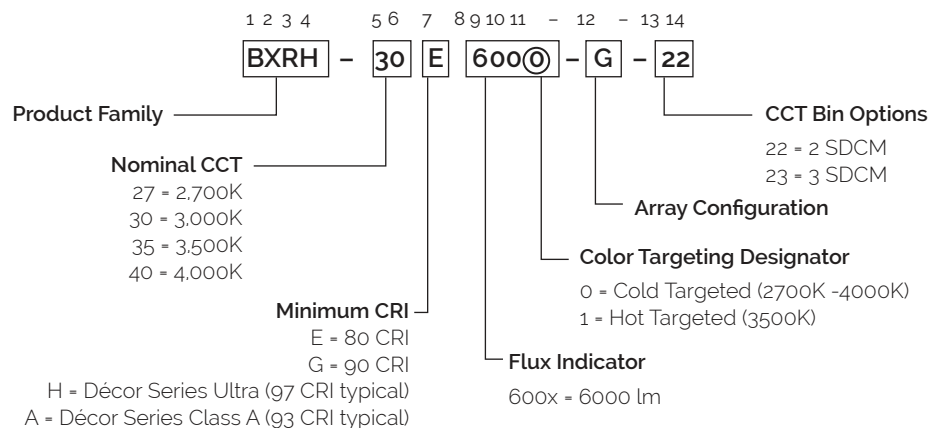 1 2 3 4 5 6 7 8 9 10 11 - 12 - 13 14
BXRH - 30 E 6000 - G - 22
Product Family
CCT Bin Options
22 = 2 SDCM
23 = 3 SDCM
Nominal CCT
27 = 2,700K
30 = 3,000K
35 = 3,500K
40 = 4,000K
Array Configuration
Color Targeting Designator
0 = Cold Targeted (2700K -4000K)
1 = Hot Targeted (3500K)
Minimum CRI
E = 80 CRI
G = 90 CRI
H = Décor Series Ultra (97 CRI typical)
A = Décor Series Class A (93 CRI typical)
Flux Indicator
600x = 6000 lm